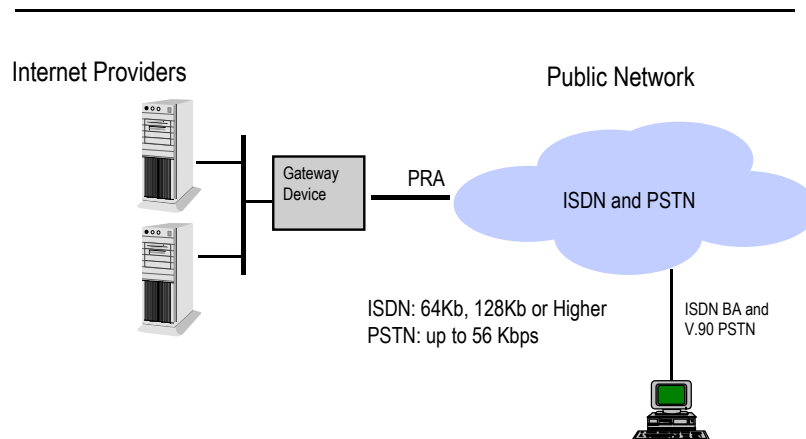 Internet Providers
Public Network
Gateway
Device
PRA
ISDN and PSTN
ISDN: 64Kb, 128Kb or Higher
PSTN: up to 56 Kbps
ISDN BA and
V.90 PSTN